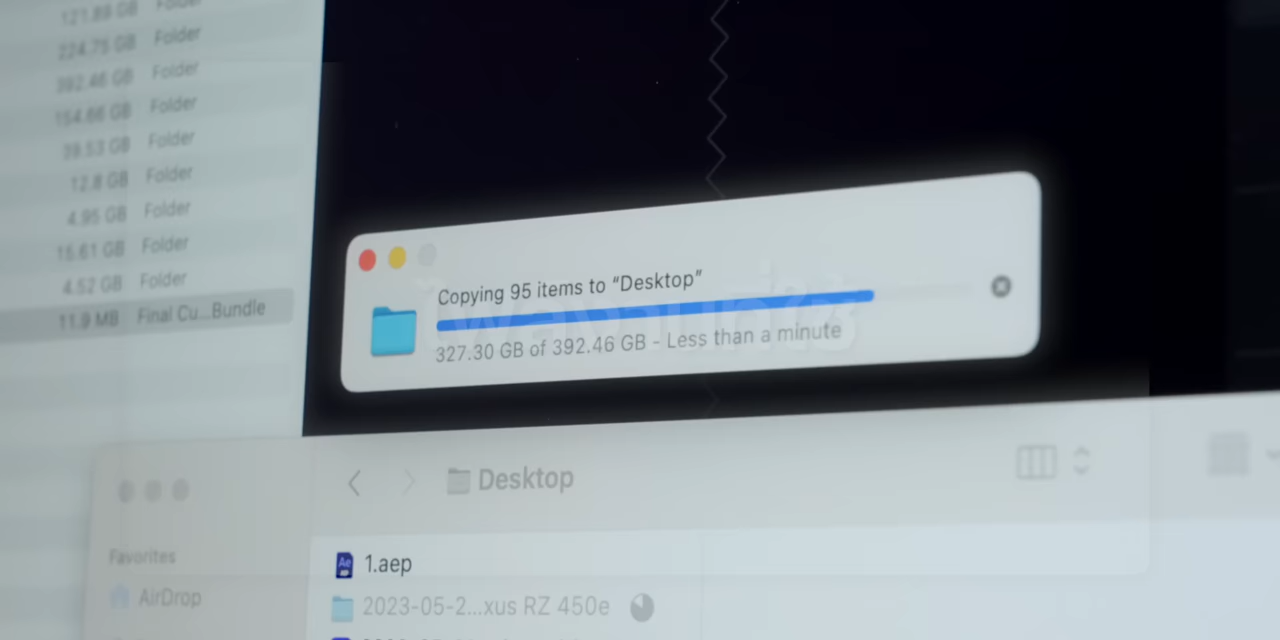 121.89 GB Folder
224.75 GB Folder
392.46 GB Folder
154.66 GB Folder
39.53 GB Folder
12.8 GB Folder
4.95 GB Folder
15.61 GB Folder
4.52 GB Folder
11.9 MB Final Cu...Bundle
Copying 95 items to “Desktop”
327.30 GB of 392.46 GB - Less than a minute
Desktop
Favorites
1.aep
AirDrop
2023-05-2...xus RZ 450e